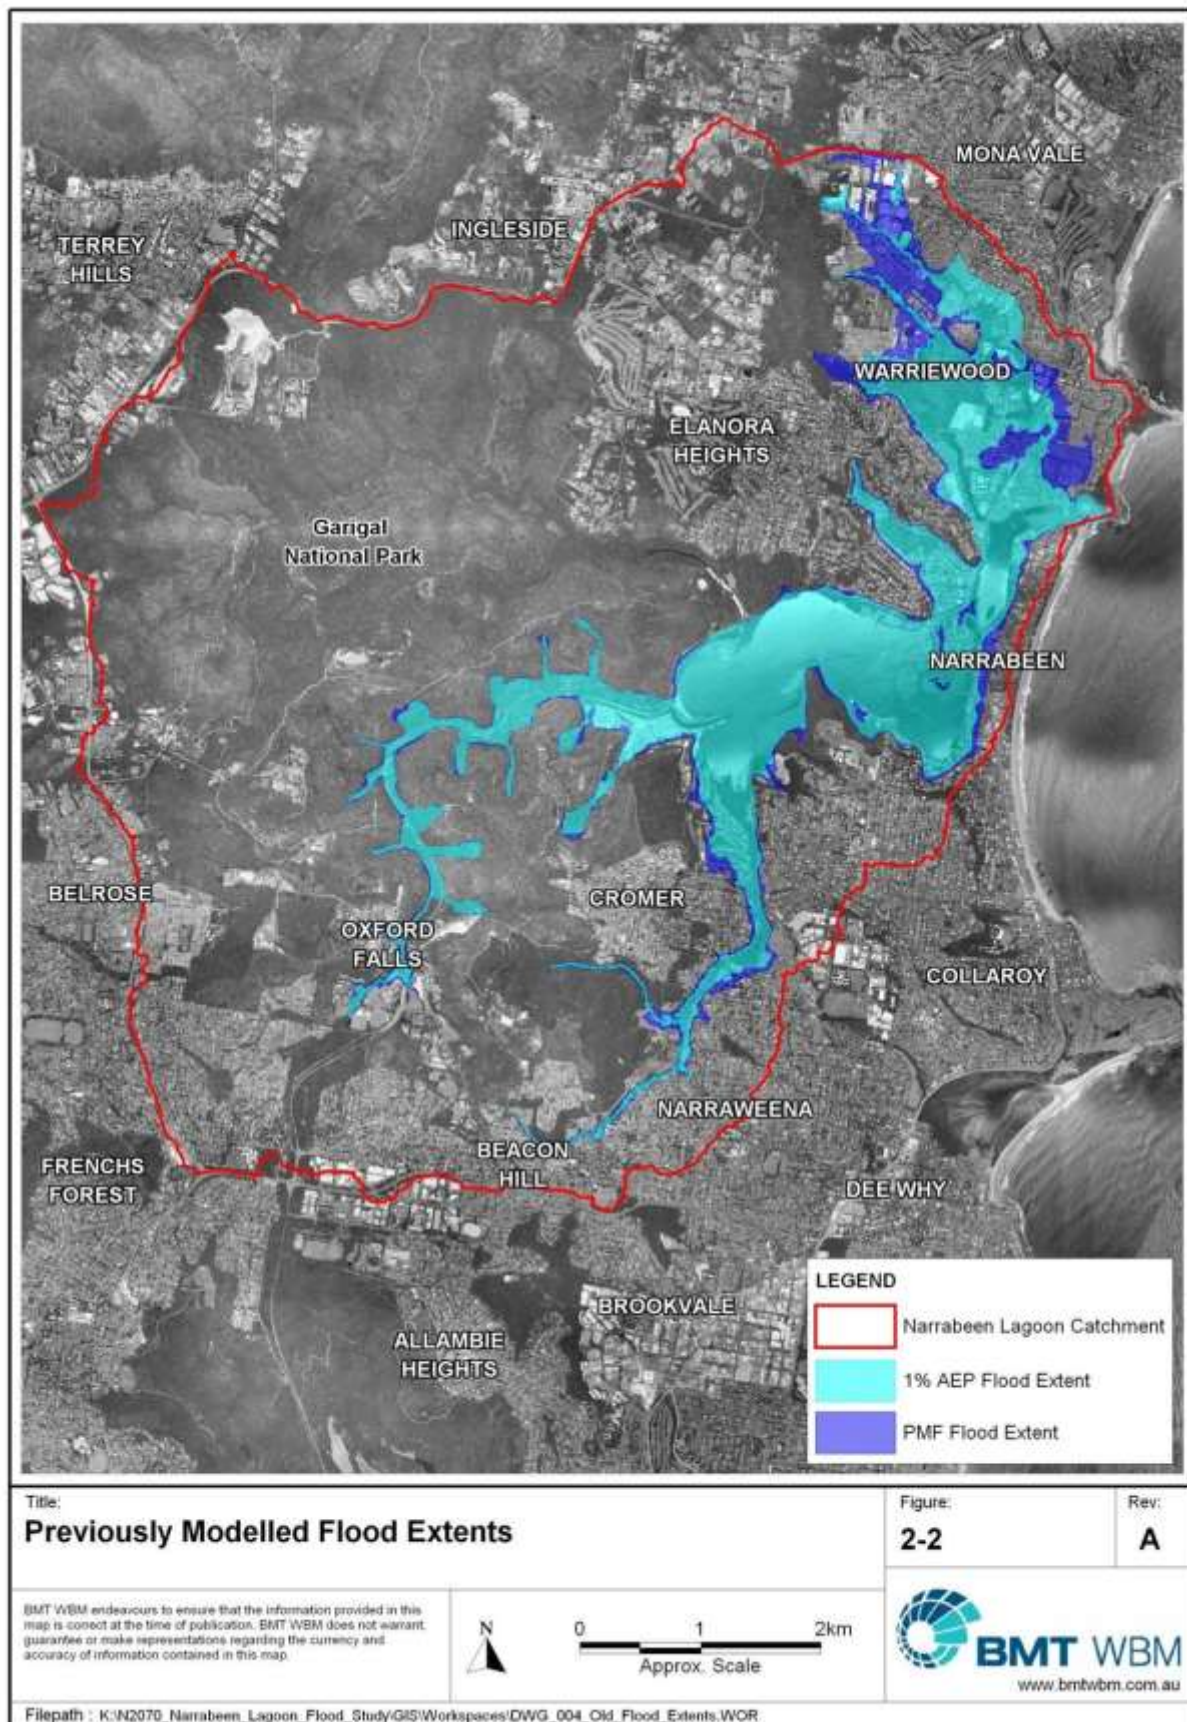 MONA VALE
INGLESIDE
TERREY
HILLS
WARRIEWOOD
ELANORA
HEIGHTS
Garigal
National Park
NARRABEEN
BELROSE
CROMER
OXFORD
FALLS
COLLAROY
NARRAWEENA
BEACON
HILL
FRENCHS
FOREST
DEE WHY
BROOKVALE
ALLAMBIE
HEIGHTS
LEGEND
Narrabeen Lagoon Catchment
1% AEP Flood Extent
PMF Flood Extent
Title:
Previously Modelled Flood Extents
Figure:
2-2
Rev:
A
BMT WBM endeavours to ensure that the information provided in this
map is correct at the time of publication. BMT WBM does not warrant,
guarantee or make representations regarding the currency and
accuracy of information contained in this map.
N
0 1 2km
Approx. Scale
BMT WBM
www.bmtwbm.com.au
Filepath : K:\N2070_Narrabeen_Lagoon_Flood_Study\GIS\Workspaces\DWG_004_Old_Flood_Extents.WOR